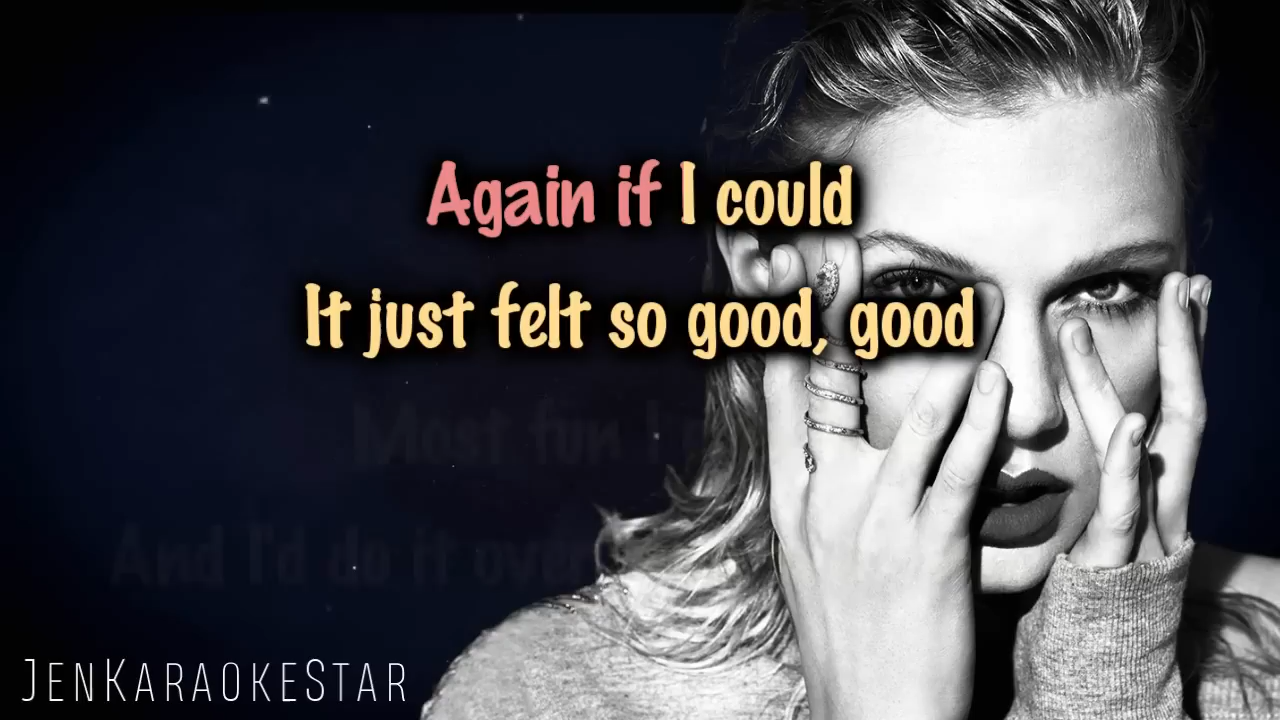 Again if I could
It just felt so good, good
Most fun I
And I'd do it over
JENKARAOKESTAR